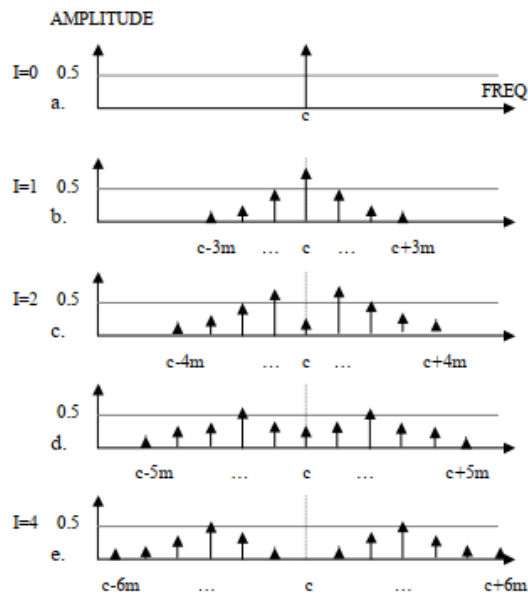 AMPLITUDE
I=0 0.5
FREQ
a.
c
I=1 0.5
b.
c-3m ... c ... c+3m
I=2 0.5
c.
c-4m ... c ... c+4m
0.5
d.
c-5m ... c ... c+5m
I=4 0.5
e.
c-6m ... c ... c+6m